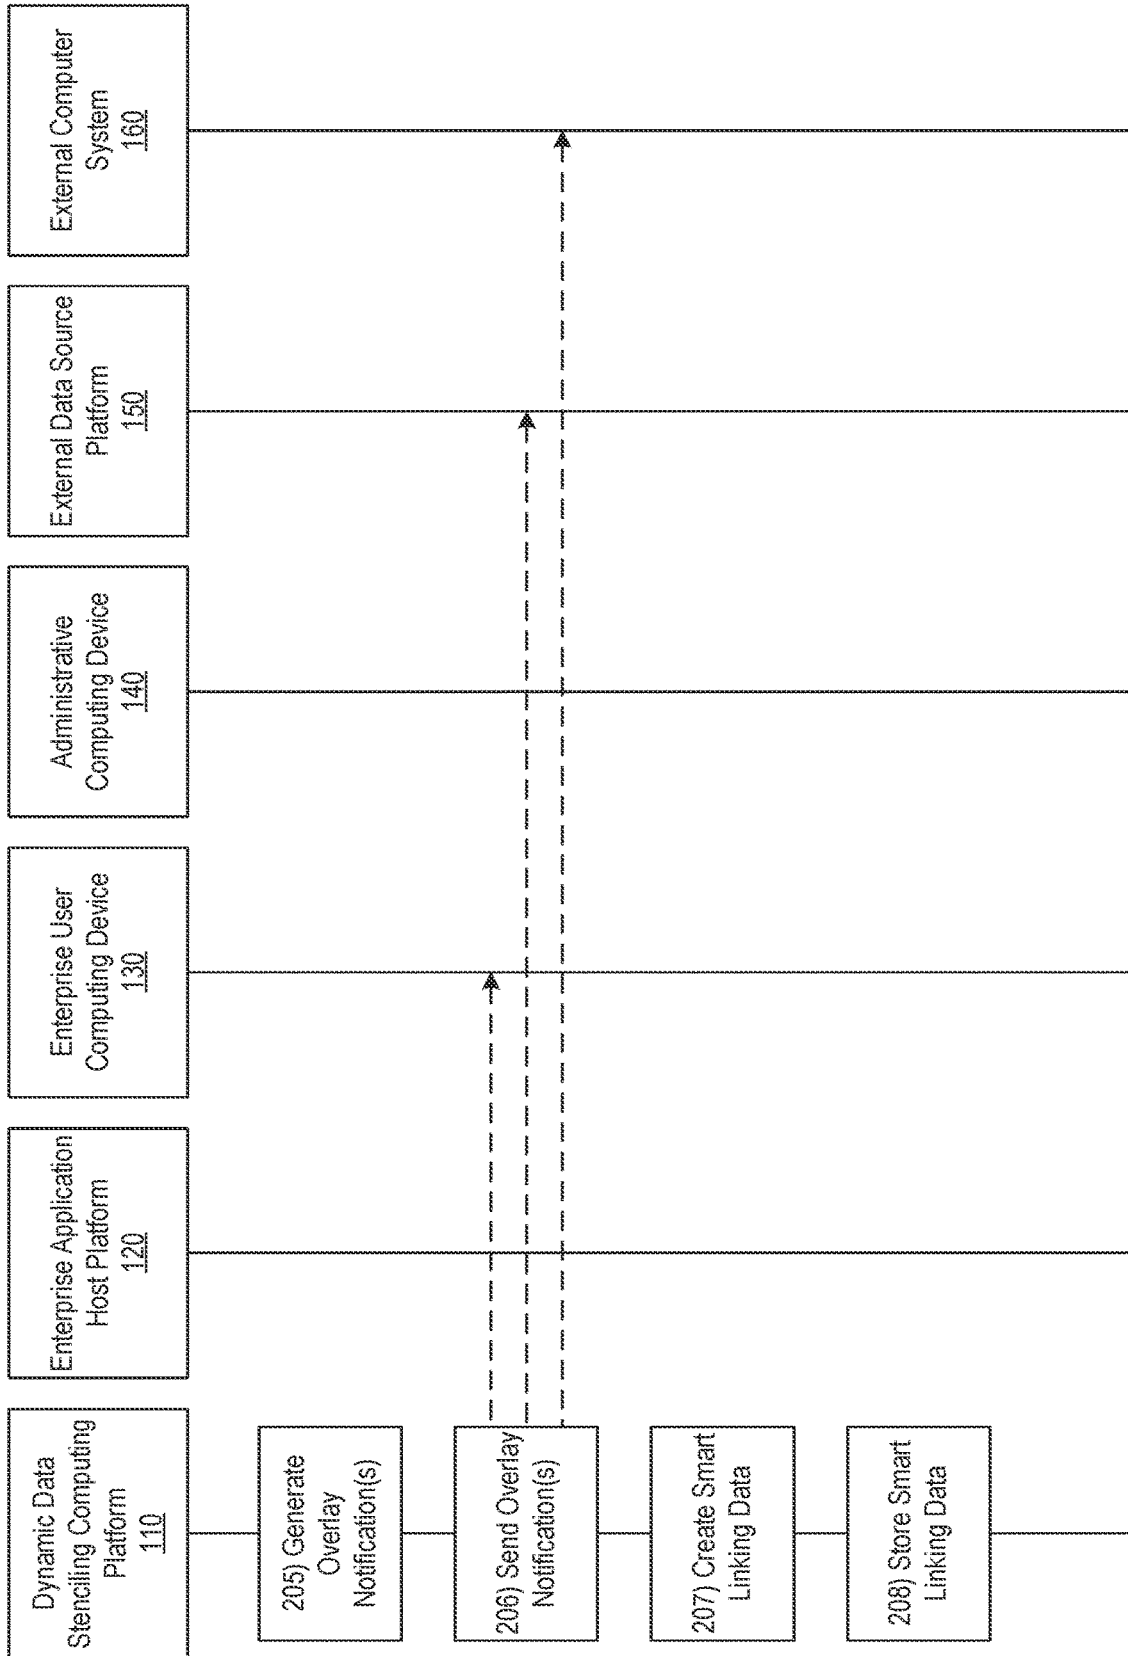 Dynamic Data
Stenciling Computing
Platform
110
Enterprise Application
Host Platform
120
Enterprise User
Computing Device
130
Administrative
Computing Device
140
External Data Source
Platform
150
External Computer
System
160
205) Generate
Overlay
Notification(s)
206) Send Overlay
Notification(s)
207) Create Smart
Linking Data
208) Store Smart
Linking Data